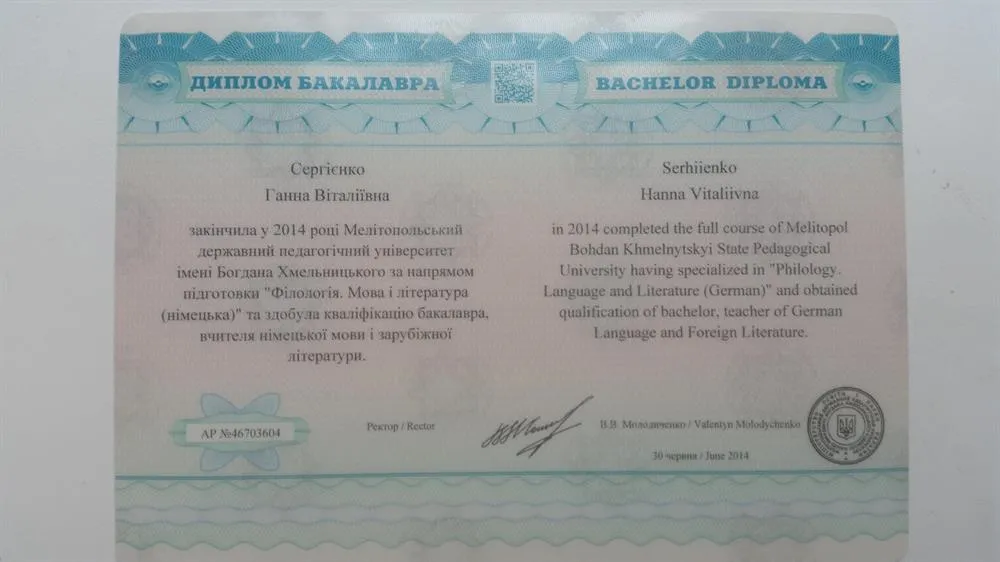 ДИПЛОМ БАКАЛАВРА
Сергієнко
Ганна Віталіївна
закінчила у 2014 році Мелітопольський
державний педагогічний університет
імені Богдана Хмельницького за напрямом
підготовки "Філологія. Мова і література
(німецька)" та здобула кваліфікацію бакалавра,
вчителя німецької мови і зарубіжної
літератури.
BACHELOR DIPLOMA
Serhiienko
Hanna Vitaliivna
in 2014 completed the full course of Melitopol
Bohdan Khmelnytskyi State Pedagogical
University having specialized in "Philology.
Language and Literature (German)" and obtained
qualification of bachelor, teacher of German
Language and Foreign Literature.
АР №46703604
Ректор / Rector
В.В. Молодиченко / Valentyn Molodychenko
30 червня / June 2014